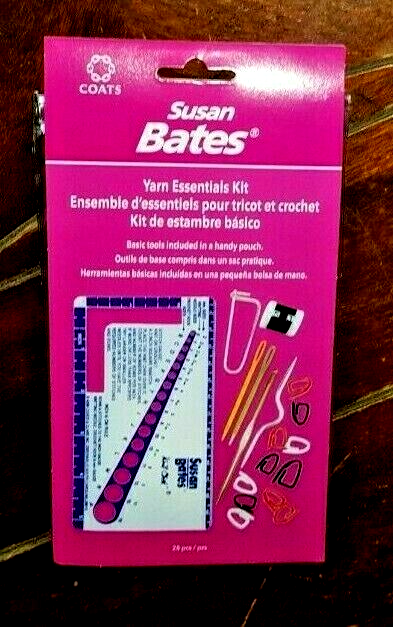 COATS
Susan
Bates®
Yarn Essentials Kit
Ensemble d'essentiels pour tricot et crochet
Kit de estambre básico
Basic tools included in a handy pouch.
Outils de base compris dans un sac pratique.
Herramientas básicas incluidas en una pequeña bolsa de mano.
Susan
Bates
28 pcs / pzs